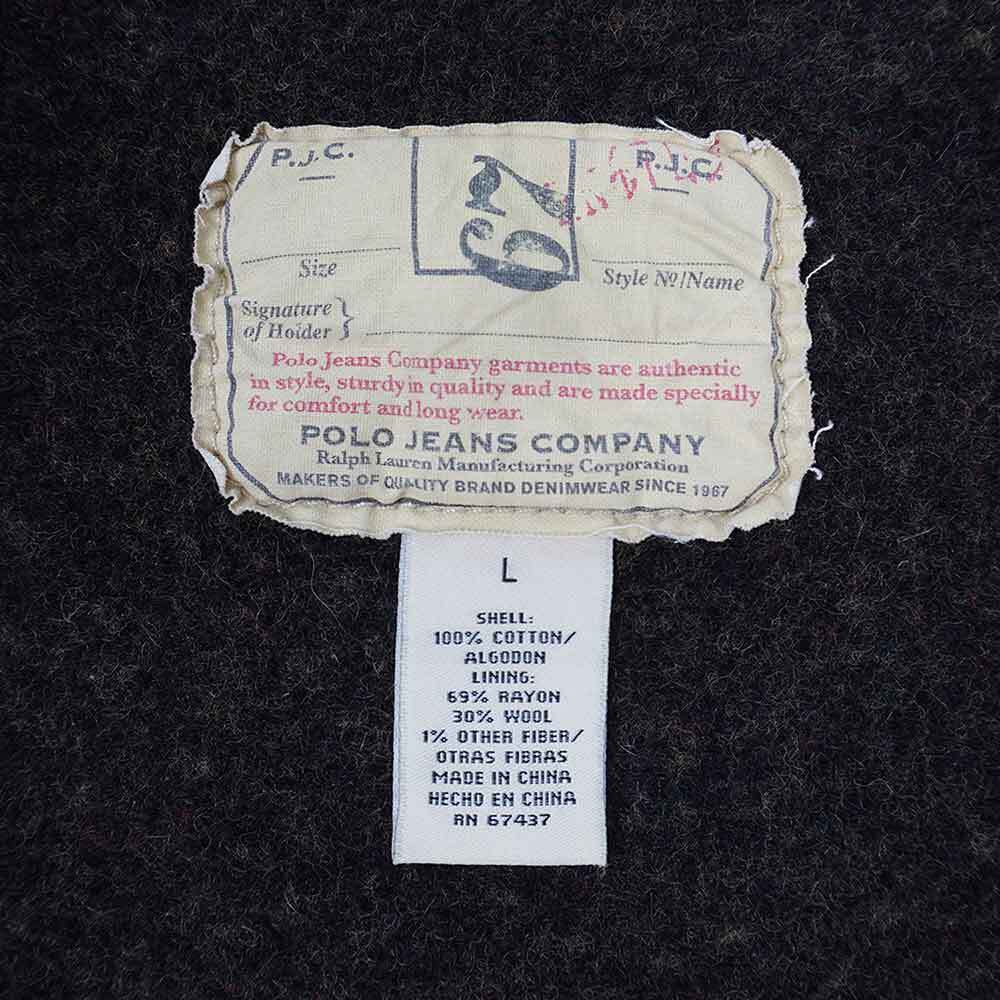 P.J.C.
67
P.J.C.
Size
Style Nº/Name
Signature
of Holder }
Polo Jeans Company garments are authentic
in style, sturdy in quality and are made specially
for comfort and long wear.
POLO JEANS COMPANY
Ralph Lauren Manufacturing Corporation
MAKERS OF QUALITY BRAND DENIMWEAR SINCE 1967
L
SHELL:
100% COTTON/
ALGODON
LINING:
69% RAYON
30% WOOL
1% OTHER FIBER/
OTRAS FIBRAS
MADE IN CHINA
HECHO EN CHINA
RN 67437